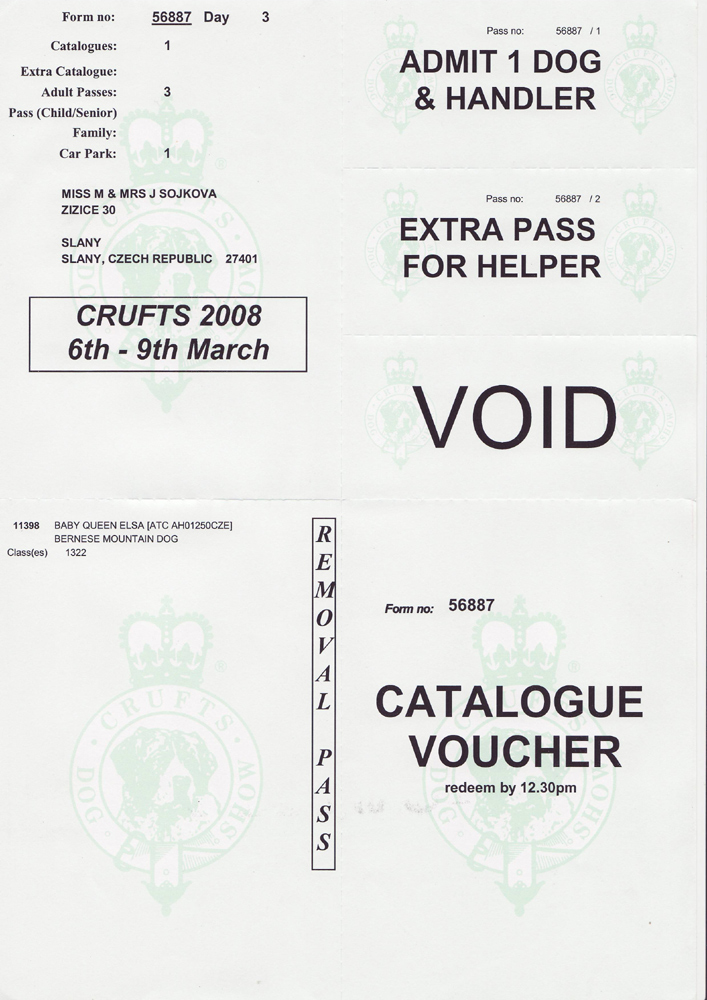 Form no: 56887 Day 3
Catalogues: 1
Extra Catalogue:
Adult Passes: 3
Pass (Child/Senior)
Family:
Car Park: 1
MISS M & MRS J SOJKOVA
ZIZICE 30
SLANY
SLANY, CZECH REPUBLIC 27401
CRUFTS 2008
6th - 9th March
Pass no: 56887 / 1
ADMIT 1 DOG
& HANDLER
Pass no: 56887 / 2
EXTRA PASS
FOR HELPER
VOID
11398 BABY QUEEN ELSA [ATC AH01250CZE]
BERNESE MOUNTAIN DOG
Class(es) 1322
REMOVAL PASS
Form no: 56887
CATALOGUE
VOUCHER
redeem by 12.30pm
CRUFTS DOG SHOW ®